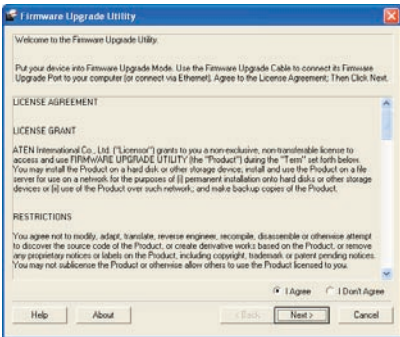 Firmware Upgrade Utility
Welcome to the Firmware Upgrade Utility.
Put your device into Firmware Upgrade Mode. Use the Firmware Upgrade Cable to connect its Firmware
Upgrade Port to your computer (or connect via Ethernet). Agree to the License Agreement; Then Click Next.
LICENSE AGREEMENT
LICENSE GRANT
ATEN International Co., Ltd. ("Licensor") grants to you a non-exclusive, non-transferable license to
access and use FIRMWARE UPGRADE UTILITY (the "Product") during the "Term" set forth below.
You may install the Product on a hard disk or other storage device; install and use the Product on a file
server for use on a network for the purposes of (i) permanent installation onto hard disks or other storage
devices or (ii) use of the Product over such network; and make backup copies of the Product.
RESTRICTIONS
You agree not to modify, adapt, translate, reverse engineer, recompile, disassemble or otherwise attempt
to discover the source code of the Product, or create derivative works based on the Product, or remove
any proprietary notices or labels on the Product, including copyright, trademark or patent pending notices.
You may not sublicense the Product or otherwise allow others to use the Product licensed to you.
I Agree I Don't Agree
Help About < Back Next > Cancel